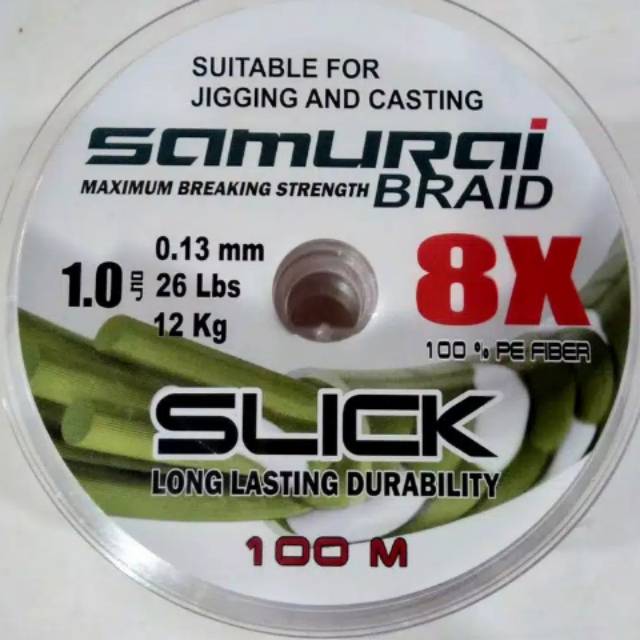 SUITABLE FOR
JIGGING AND CASTING
SAMURAI
MAXIMUM BREAKING STRENGTH BRAID
0.13 mm
1.0 26 Lbs
12 Kg
8X
100 % PE FIBER
SLICK
LONG LASTING DURABILITY
100 M